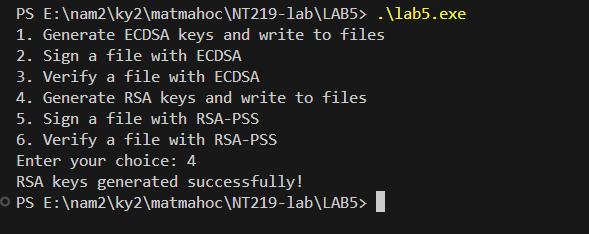 PS E:\nam2\ky2\matmahoc\NT219-lab\LAB5> .\lab5.exe
1. Generate ECDSA keys and write to files
2. Sign a file with ECDSA
3. Verify a file with ECDSA
4. Generate RSA keys and write to files
5. Sign a file with RSA-PSS
6. Verify a file with RSA-PSS
Enter your choice: 4
RSA keys generated successfully!
PS E:\nam2\ky2\matmahoc\NT219-lab\LAB5>